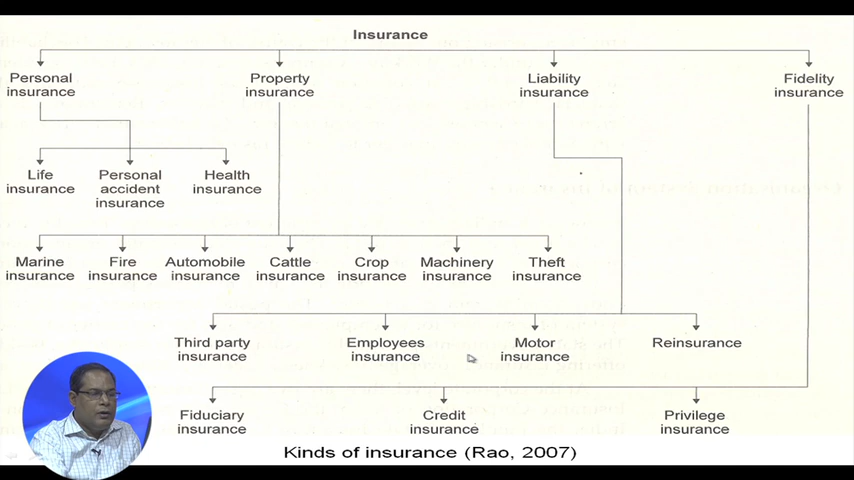 Insurance
Personal insurance
Property insurance
Liability insurance
Fidelity insurance
Life insurance
Personal accident insurance
Health insurance
Marine insurance
Fire insurance
Automobile insurance
Cattle insurance
Crop insurance
Machinery insurance
Theft insurance
Third party insurance
Employees insurance
Motor insurance
Reinsurance
Fiduciary insurance
Credit insurance
Privilege insurance
Kinds of insurance (Rao, 2007)